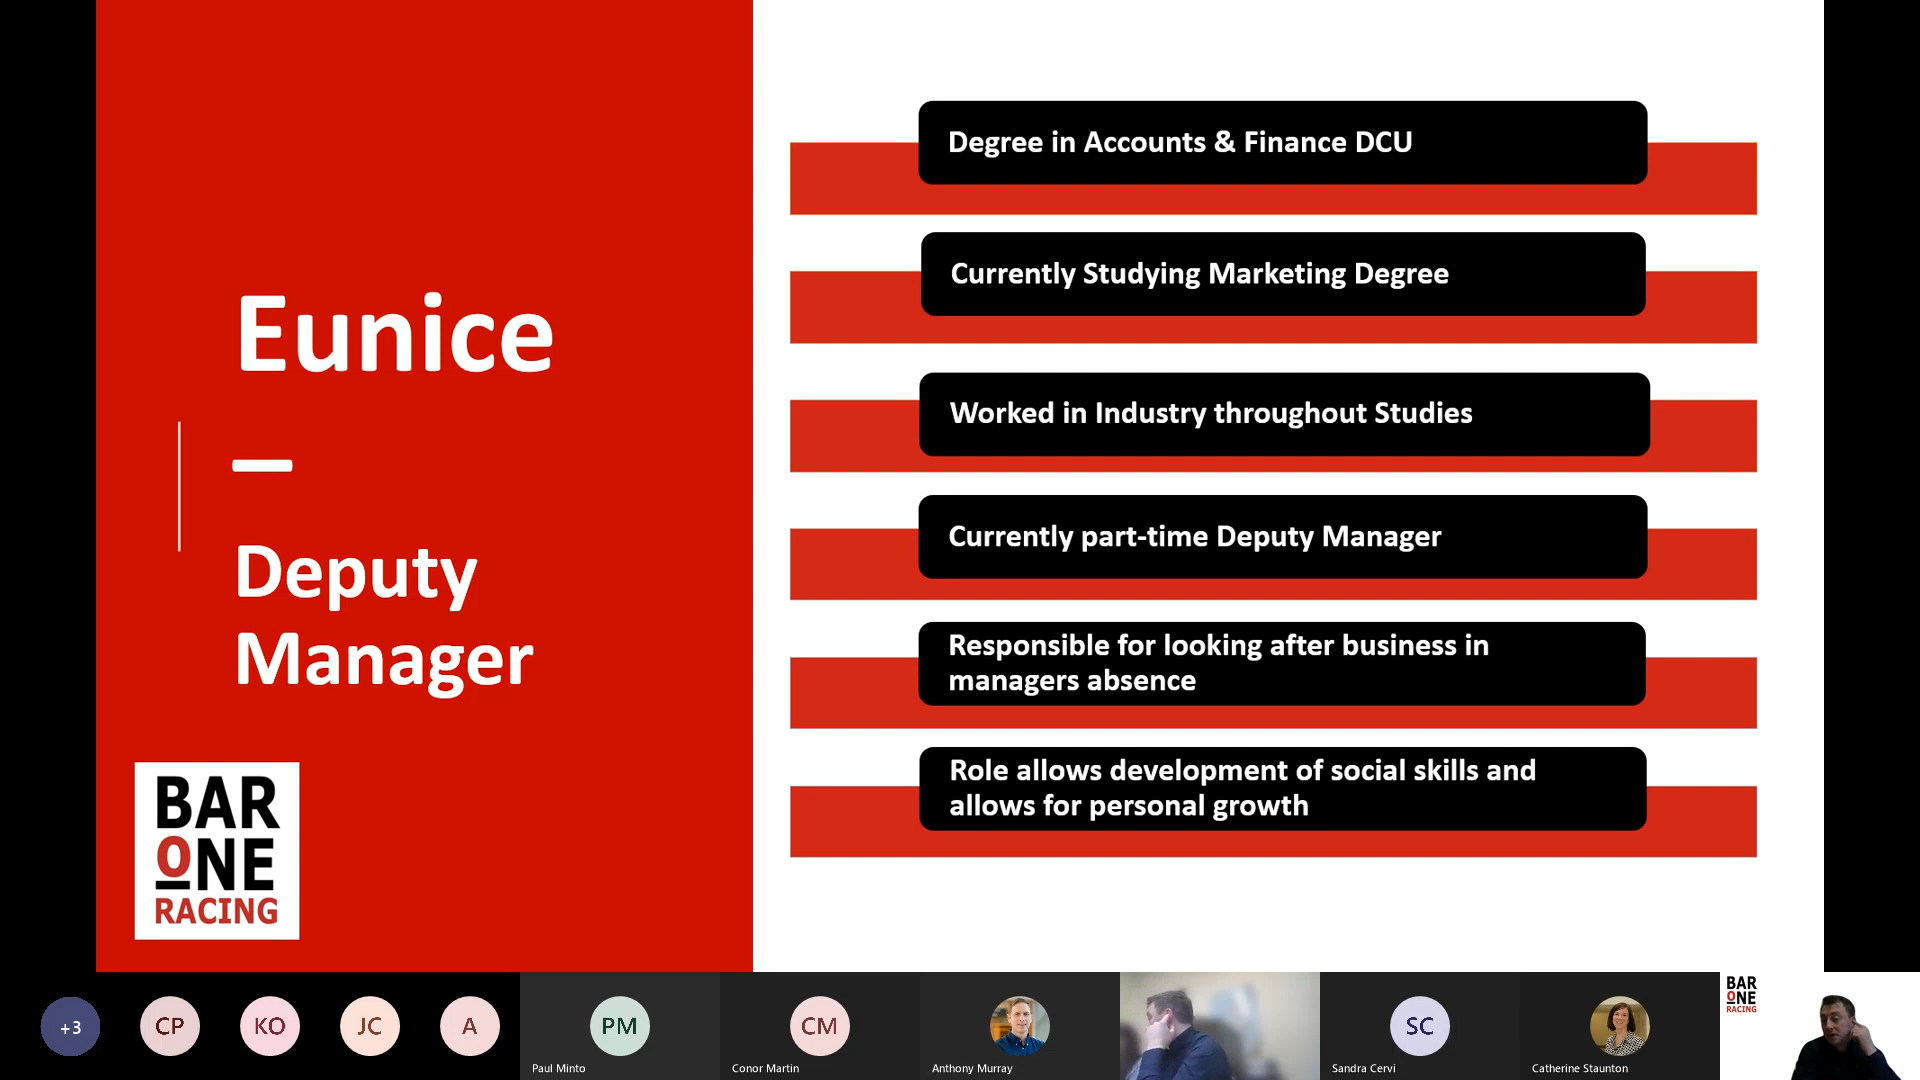 Eunice
–
Deputy
Manager
BAR
ONE
RACING
Degree in Accounts & Finance DCU
Currently Studying Marketing Degree
Worked in Industry throughout Studies
Currently part-time Deputy Manager
Responsible for looking after business in
managers absence
Role allows development of social skills and
allows for personal growth
+3
CP
KO
JC
A
PM
Paul Minto
CM
Conor Martin
Anthony Murray
SC
Sandra Cervi
Catherine Staunton
BAR
ONE
RACING